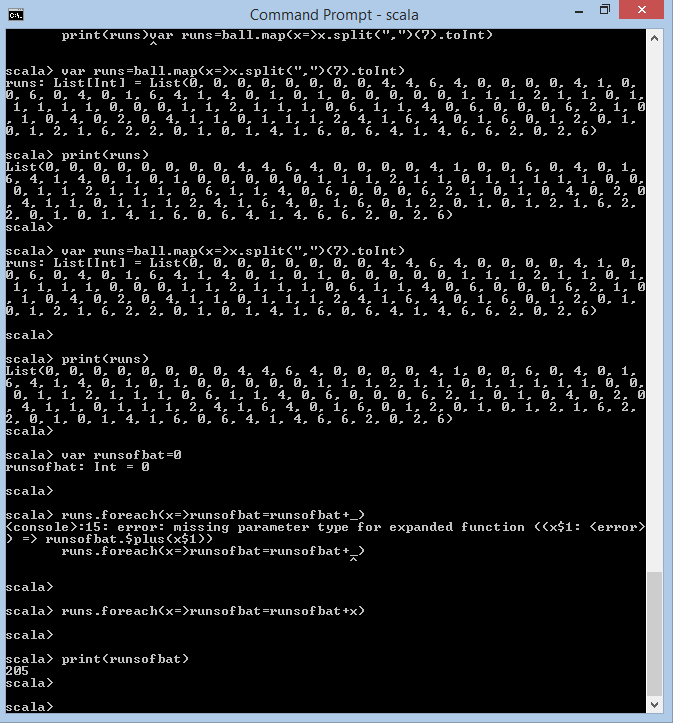 Command Prompt - scala
C:\.
print(runs)var runs=ball.map(x=>x.split(",")(7).toInt)
^
scala> var runs=ball.map(x=>x.split(",")(7).toInt)
runs: List[Int] = List(0, 0, 0, 0, 0, 0, 0, 0, 4, 4, 6, 4, 0, 0, 0, 0, 4, 1, 0,
0, 6, 0, 4, 0, 1, 6, 4, 1, 4, 0, 1, 0, 1, 0, 0, 0, 0, 0, 1, 1, 1, 2, 1, 1, 0, 1,
1, 1, 1, 1, 0, 0, 0, 1, 1, 2, 1, 1, 1, 0, 6, 1, 1, 4, 0, 6, 0, 0, 0, 6, 2, 1, 0
, 1, 0, 4, 0, 2, 0, 4, 1, 1, 0, 1, 1, 1, 2, 4, 1, 6, 4, 0, 1, 6, 0, 1, 2, 0, 1,
0, 1, 2, 1, 6, 2, 2, 0, 1, 0, 1, 4, 1, 6, 0, 6, 4, 1, 4, 6, 6, 2, 0, 2, 6)
scala> print(runs)
List(0, 0, 0, 0, 0, 0, 0, 0, 4, 4, 6, 4, 0, 0, 0, 0, 4, 1, 0, 0, 6, 0, 4, 0, 1,
6, 4, 1, 4, 0, 1, 0, 1, 0, 0, 0, 0, 0, 1, 1, 1, 2, 1, 1, 0, 1, 1, 1, 1, 1, 0, 0,
0, 1, 1, 2, 1, 1, 1, 0, 6, 1, 1, 4, 0, 6, 0, 0, 0, 6, 2, 1, 0, 1, 0, 4, 0, 2, 0
, 4, 1, 1, 0, 1, 1, 1, 2, 4, 1, 6, 4, 0, 1, 6, 0, 1, 2, 0, 1, 0, 1, 2, 1, 6, 2,
2, 0, 1, 0, 1, 4, 1, 6, 0, 6, 4, 1, 4, 6, 6, 2, 0, 2, 6)
scala>
scala> var runs=ball.map(x=>x.split(",")(7).toInt)
runs: List[Int] = List(0, 0, 0, 0, 0, 0, 0, 0, 4, 4, 6, 4, 0, 0, 0, 0, 4, 1, 0,
0, 6, 0, 4, 0, 1, 6, 4, 1, 4, 0, 1, 0, 1, 0, 0, 0, 0, 0, 1, 1, 1, 2, 1, 1, 0, 1,
1, 1, 1, 1, 0, 0, 0, 1, 1, 2, 1, 1, 1, 0, 6, 1, 1, 4, 0, 6, 0, 0, 0, 6, 2, 1, 0
, 1, 0, 4, 0, 2, 0, 4, 1, 1, 0, 1, 1, 1, 2, 4, 1, 6, 4, 0, 1, 6, 0, 1, 2, 0, 1,
0, 1, 2, 1, 6, 2, 2, 0, 1, 0, 1, 4, 1, 6, 0, 6, 4, 1, 4, 6, 6, 2, 0, 2, 6)
scala>
scala> print(runs)
List(0, 0, 0, 0, 0, 0, 0, 0, 4, 4, 6, 4, 0, 0, 0, 0, 4, 1, 0, 0, 6, 0, 4, 0, 1,
6, 4, 1, 4, 0, 1, 0, 1, 0, 0, 0, 0, 0, 1, 1, 1, 2, 1, 1, 0, 1, 1, 1, 1, 1, 0, 0,
0, 1, 1, 2, 1, 1, 1, 0, 6, 1, 1, 4, 0, 6, 0, 0, 0, 6, 2, 1, 0, 1, 0, 4, 0, 2, 0
, 4, 1, 1, 0, 1, 1, 1, 2, 4, 1, 6, 4, 0, 1, 6, 0, 1, 2, 0, 1, 0, 1, 2, 1, 6, 2,
2, 0, 1, 0, 1, 4, 1, 6, 0, 6, 4, 1, 4, 6, 6, 2, 0, 2, 6)
scala>
scala> var runsofbat=0
runsofbat: Int = 0
scala>
scala> runs.foreach(x=>runsofbat=runsofbat+_)
<console>:15: error: missing parameter type for expanded function ((x$1: <error>
) => runsofbat.$plus(x$1))
runs.foreach(x=>runsofbat=runsofbat+_)
^
scala>
scala> runs.foreach(x=>runsofbat=runsofbat+x)
scala>
scala> print(runsofbat)
205
scala>
scala>